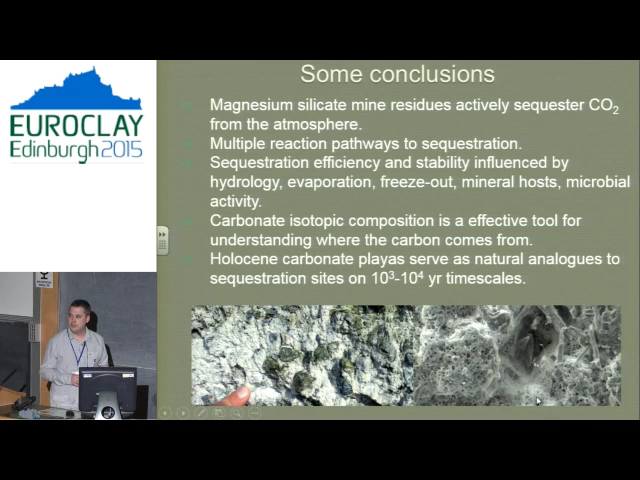 EUROCLAY
Edinburgh 2015
Some conclusions
Magnesium silicate mine residues actively sequester CO2
from the atmosphere.
Multiple reaction pathways to sequestration.
Sequestration efficiency and stability influenced by
hydrology, evaporation, freeze-out, mineral hosts, microbial
activity.
Carbonate isotopic composition is a effective tool for
understanding where the carbon comes from.
Holocene carbonate playas serve as natural analogues to
sequestration sites on 10³-10⁴ yr timescales.